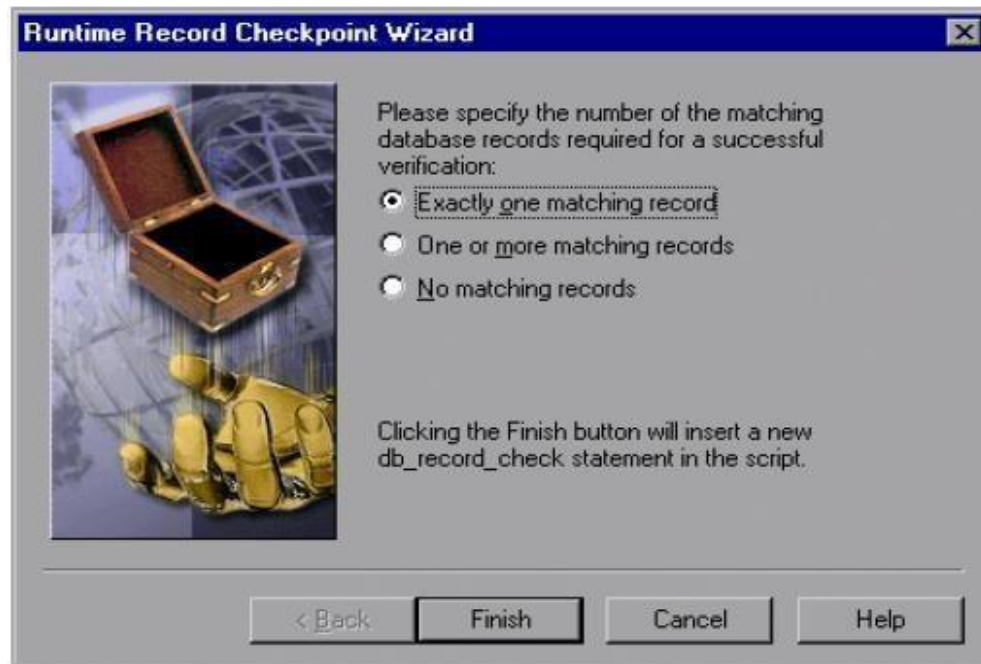 Runtime Record Checkpoint Wizard
Please specify the number of the matching
database records required for a successful
verification:
Exactly one matching record
One or more matching records
No matching records
Clicking the Finish button will insert a new
db_record_check statement in the script.
< Back
Finish
Cancel
Help